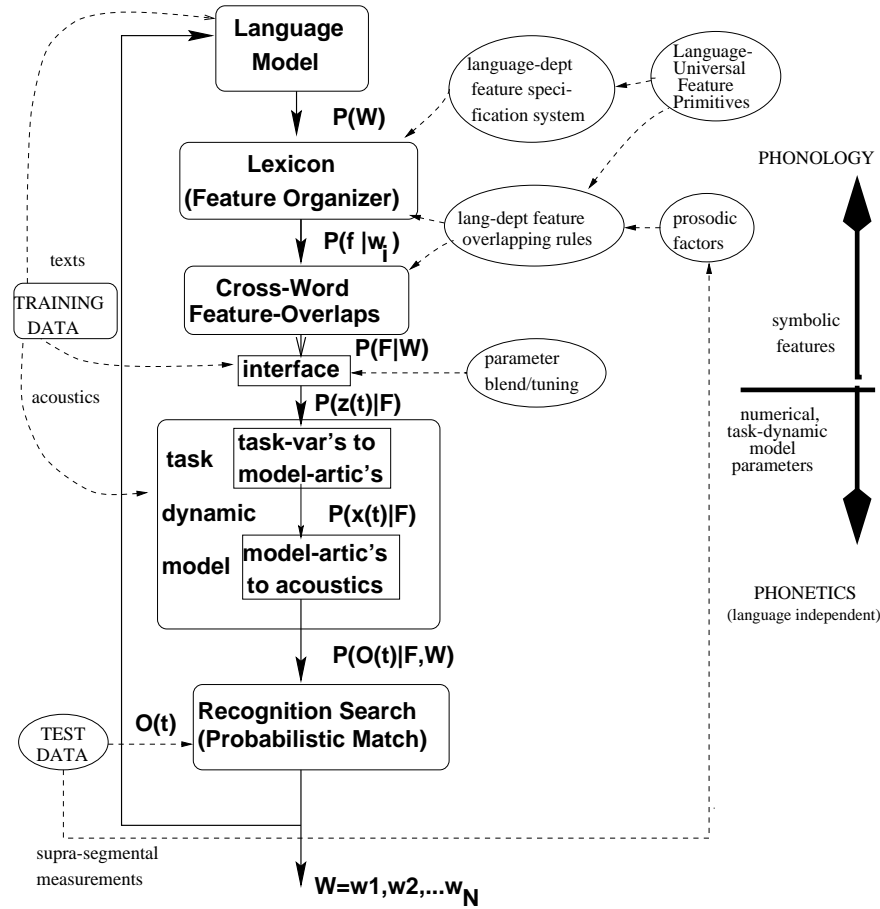 Language
Model
language-dept
feature speci-
fication system
Language-
Universal
Feature
Primitives
P(W)
Lexicon
(Feature Organizer)
PHONOLOGY
lang-dept feature
overlapping rules
prosodic
factors
P(f |w_i)
texts
Cross-Word
Feature-Overlaps
TRAINING
DATA
symbolic
features
P(F|W)
interface
parameter
blend/tuning
acoustics
P(z(t)|F)
numerical,
task-dynamic
model
parameters
task
task-var's to
model-artic's
dynamic
P(x(t)|F)
model
model-artic's
to acoustics
PHONETICS
(language independent)
P(O(t)|F,W)
Recognition Search
(Probabilistic Match)
O(t)
TEST
DATA
supra-segmental
measurements
W=w1,w2,...w_N